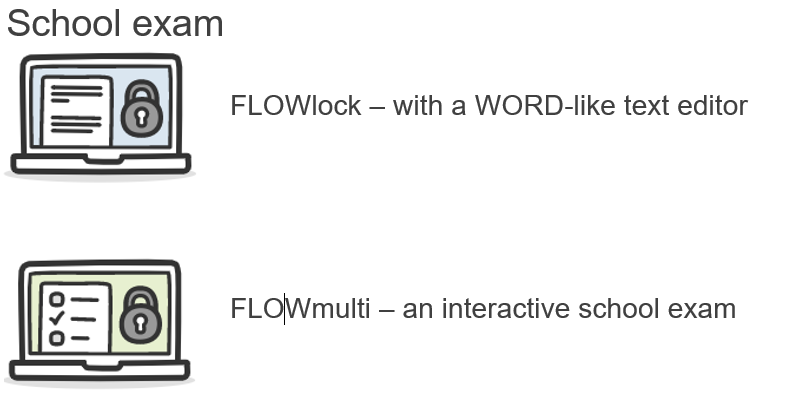 School exam
FLOWlock – with a WORD-like text editor
FLOWmulti – an interactive school exam